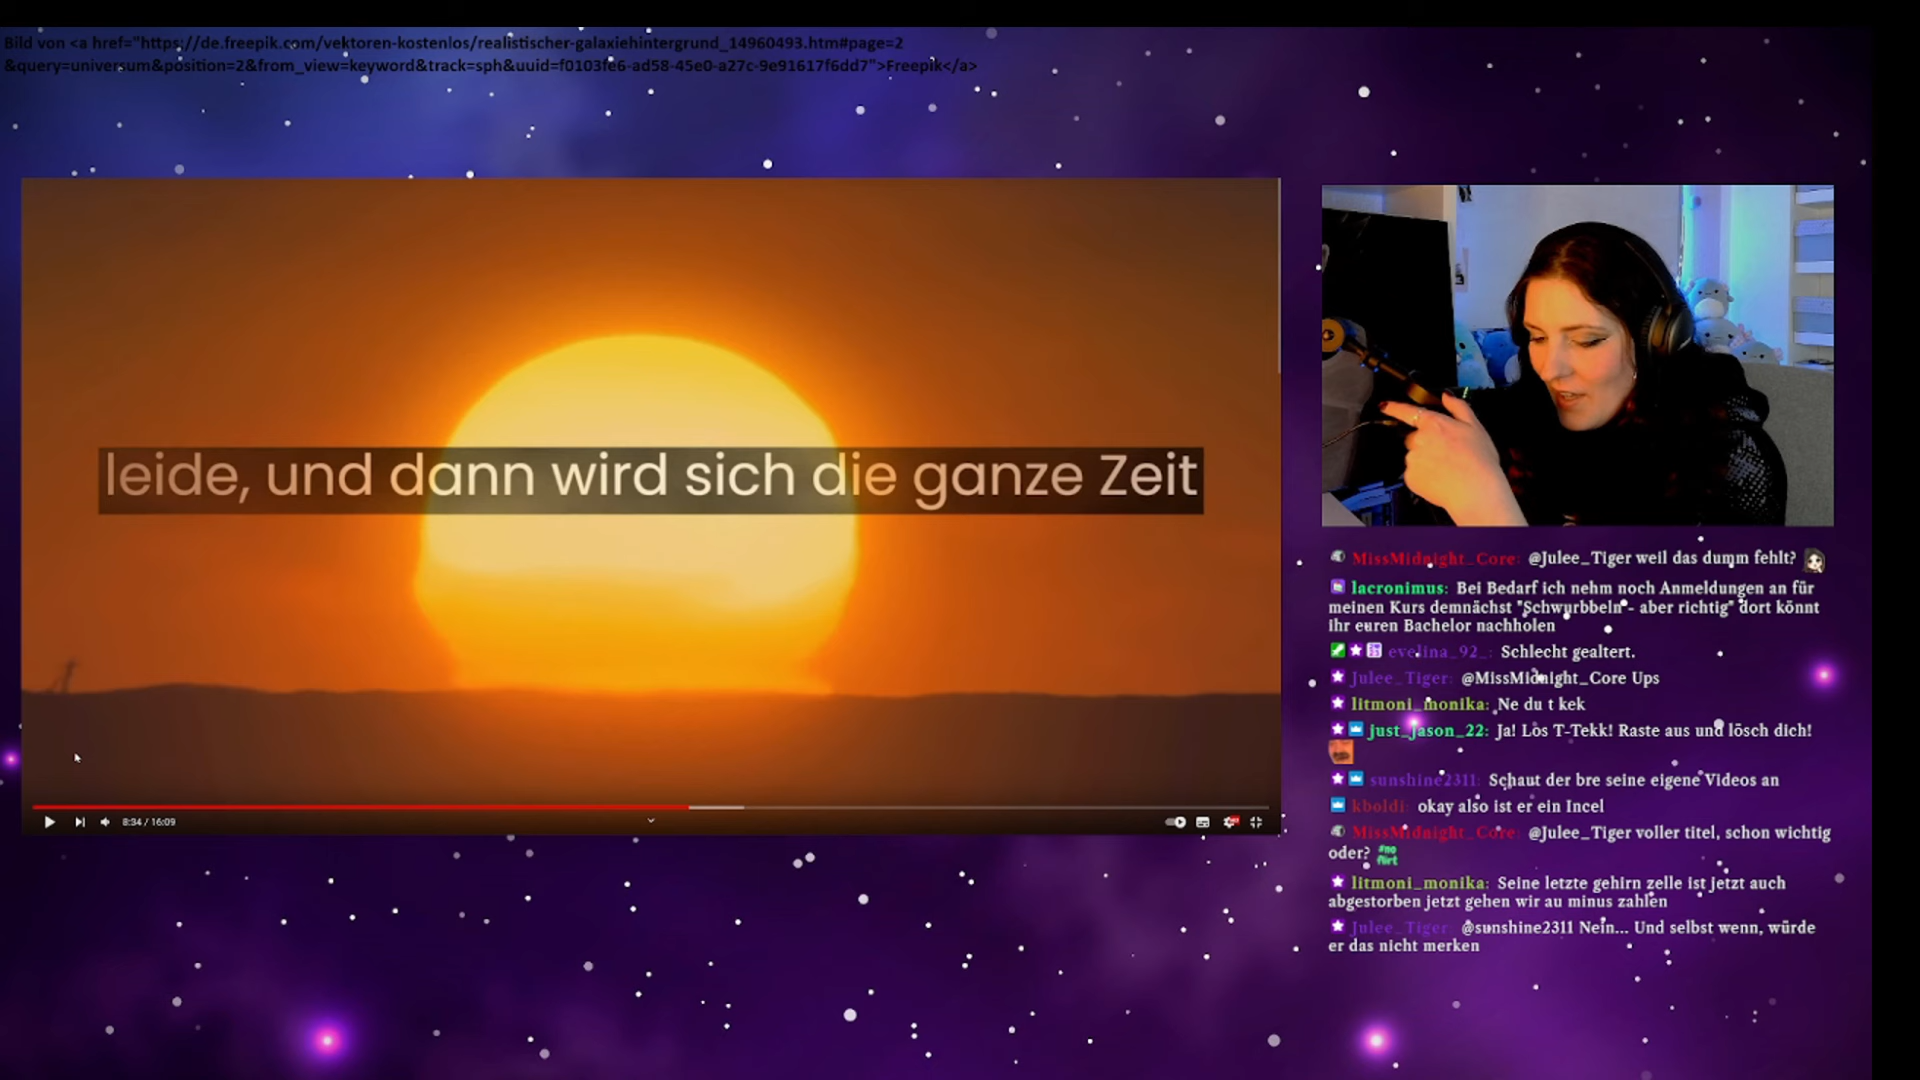 Bild von <a href="https://de.freepik.com/vektoren-kostenlos/realistischer-galaxiehintergrund_14960493.htm#page=2
&query=universum&position=2&from_view=keyword&track=sph&uuid=f0103fe6-ad58-45e0-a27c-9e91617f6dd7">Freepik</a>
leide, und dann wird sich die ganze Zeit
8:34 / 16:09
MissMidnight_Core: @Julee_Tiger weil das dumm fehlt?
lacronimus: Bei Bedarf ich nehm noch Anmeldungen an für
meinen Kurs demnächst "Schwurbbeln - aber richtig" dort könnt
ihr euren Bachelor nachholen
evelina_92_: Schlecht gealtert.
Julee_Tiger: @MissMidnight_Core Ups
litmoni_monika: Ne du t kek
just_jason_22: Ja! Los T-Tekk! Raste aus und lösch dich!
sunshine2311: Schaut der bre seine eigene Videos an
kboldi: okay also ist er ein Incel
MissMidnight_Core: @Julee_Tiger voller titel, schon wichtig
oder? #no
flirt
litmoni_monika: Seine letzte gehirn zelle ist jetzt auch
abgestorben jetzt gehen wir au minus zahlen
Julee_Tiger: @sunshine2311 Nein... Und selbst wenn, würde
er das nicht merken